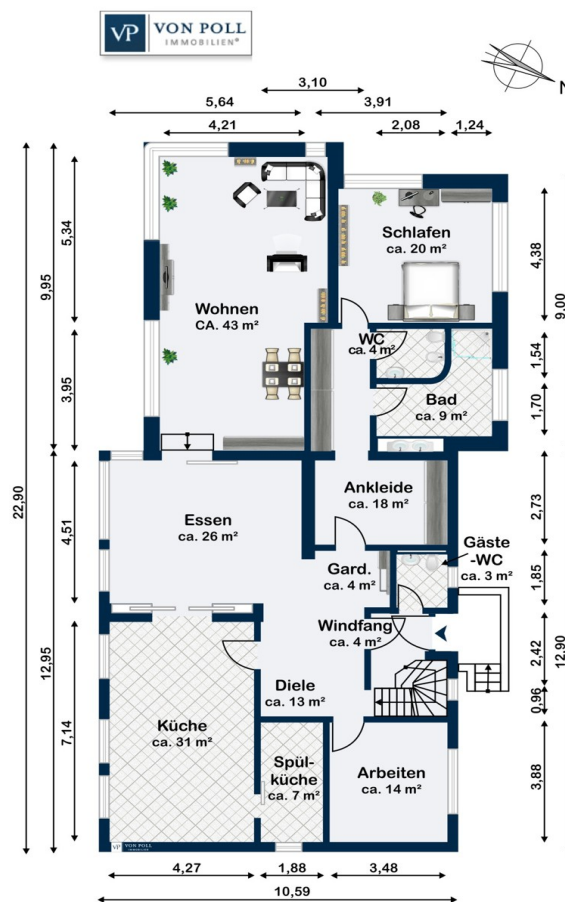 VP VON POLL
IMMOBILIEN®
N
3,10
5,64
3,91
4,21
2,08
1,24
Schlafen
ca. 20 m²
5,34
4,38
9,95
9,00
Wohnen
CA. 43 m²
WC
ca. 4 m²
1,54
3,95
Bad
ca. 9 m²
1,70
22,90
Ankleide
ca. 18 m²
2,73
4,51
Essen
ca. 26 m²
Gäste
-WC
ca. 3 m²
Gard.
ca. 4 m²
1,85
Windfang
ca. 4 m²
2,42
12,90
12,95
Diele
ca. 13 m²
0,96
7,14
Küche
ca. 31 m²
Spül-
küche
ca. 7 m²
Arbeiten
ca. 14 m²
3,88
VP VON POLL
IMMOBILIEN
4,27
1,88
3,48
10,59